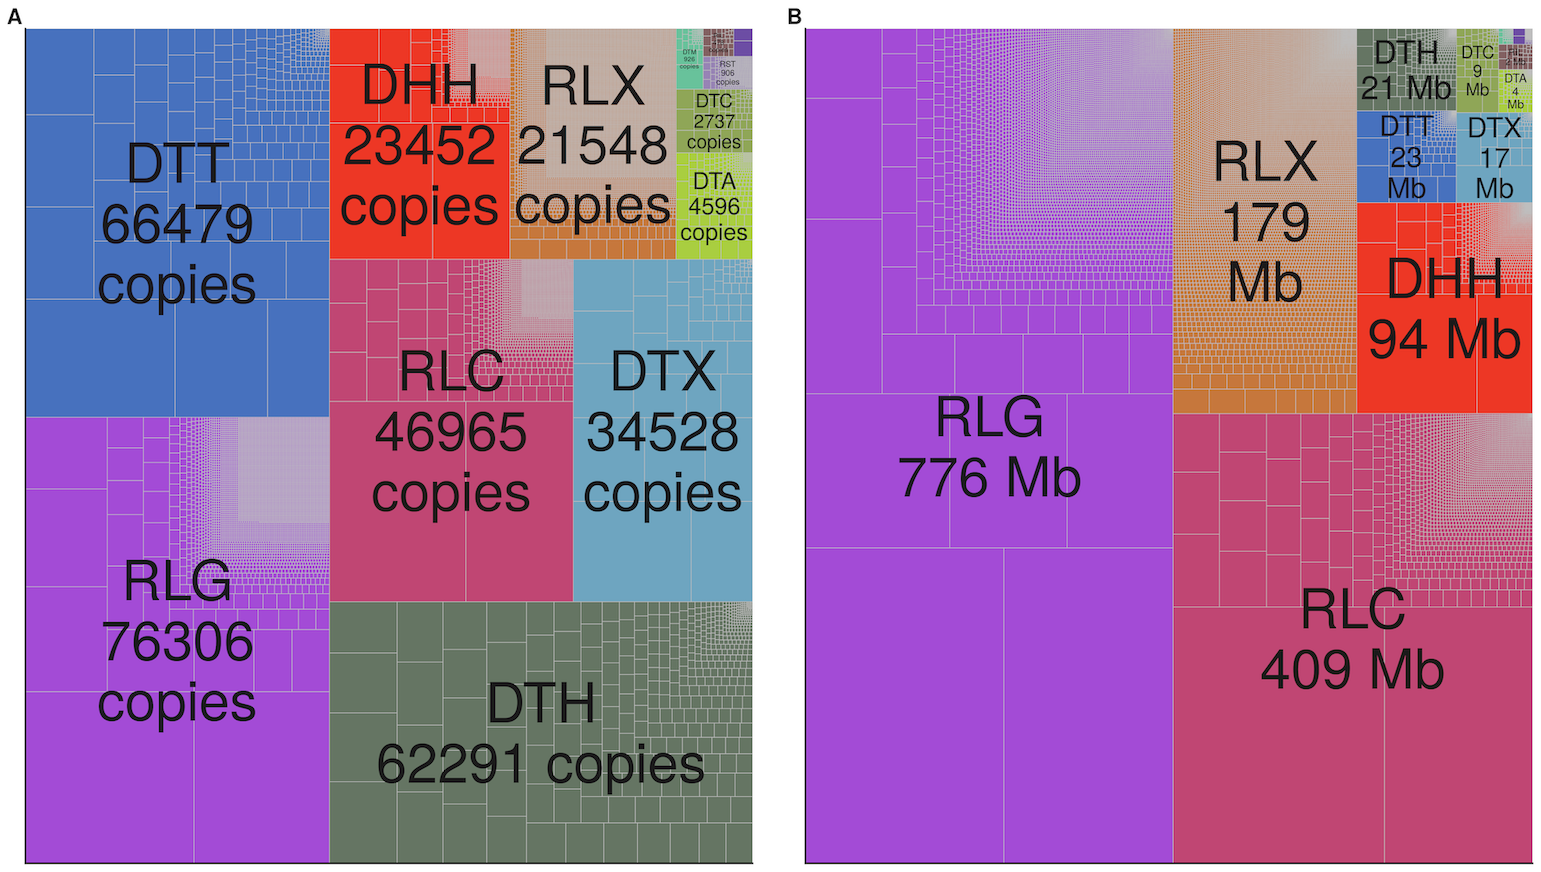 A
B
DTT
66479
copies
DHH
23452
copies
RLX
21548
copies
DTM
926
copies
RST
906
copies
DTC
2737
copies
DTA
4596
copies
RLC
46965
copies
DTX
34528
copies
RLG
76306
copies
DTH
62291 copies
RLG
776 Mb
RLX
179
Mb
DTH
21 Mb
DTC
9
Mb
DTA
4
Mb
DTT
23
Mb
DTX
17
Mb
DHH
94 Mb
RLC
409 Mb